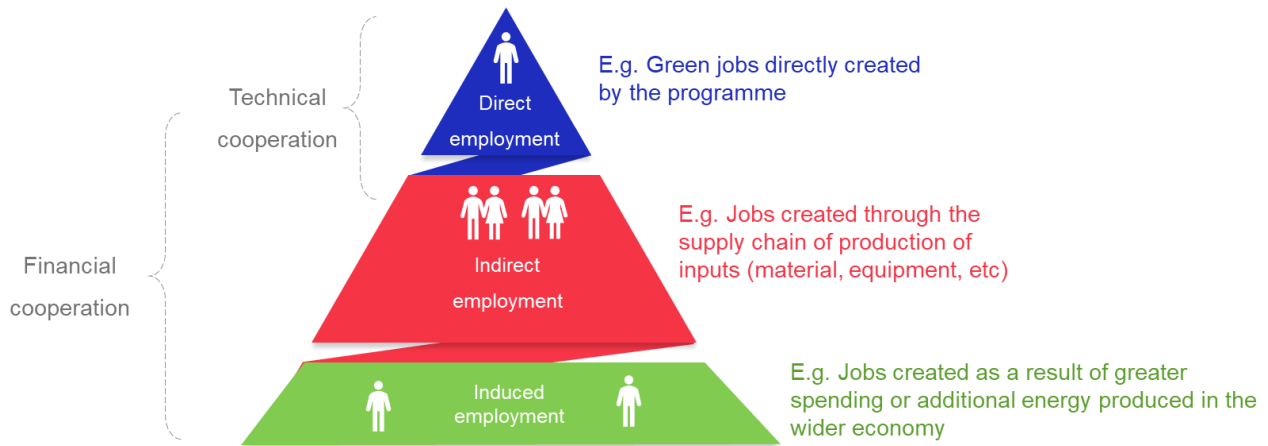 Technical
cooperation
Financial
cooperation
Direct
employment
E.g. Green jobs directly created
by the programme
Indirect
employment
E.g. Jobs created through the
supply chain of production of
inputs (material, equipment, etc)
Induced
employment
E.g. Jobs created as a result of greater
spending or additional energy produced in the
wider economy